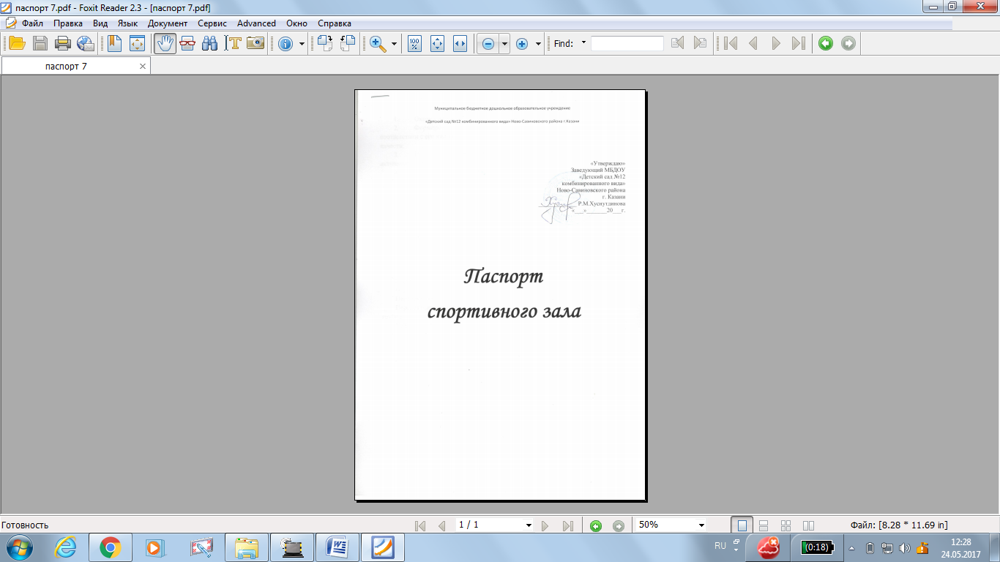 паспорт 7.pdf - Foxit Reader 2.3 - [паспорт 7.pdf]
Файл Правка Вид Язык Документ Сервис Advanced Окно Справка
Find:
паспорт 7
Муниципальное бюджетное дошкольное образовательное учреждение
«Детский сад №12 комбинированного вида» Ново-Савиновского района г.Казани
«Утверждаю»
Заведующий МБДОУ
«Детский сад №12
комбинированного вида»
Ново-Савиновского района
г. Казани
Р.М.Хуснутдинова
«___»_______20___г.
Паспорт
спортивного зала
Готовность
1 / 1
50%
Файл: [8.28 * 11.69 in]
RU
(0:18)
12:28
24.05.2017